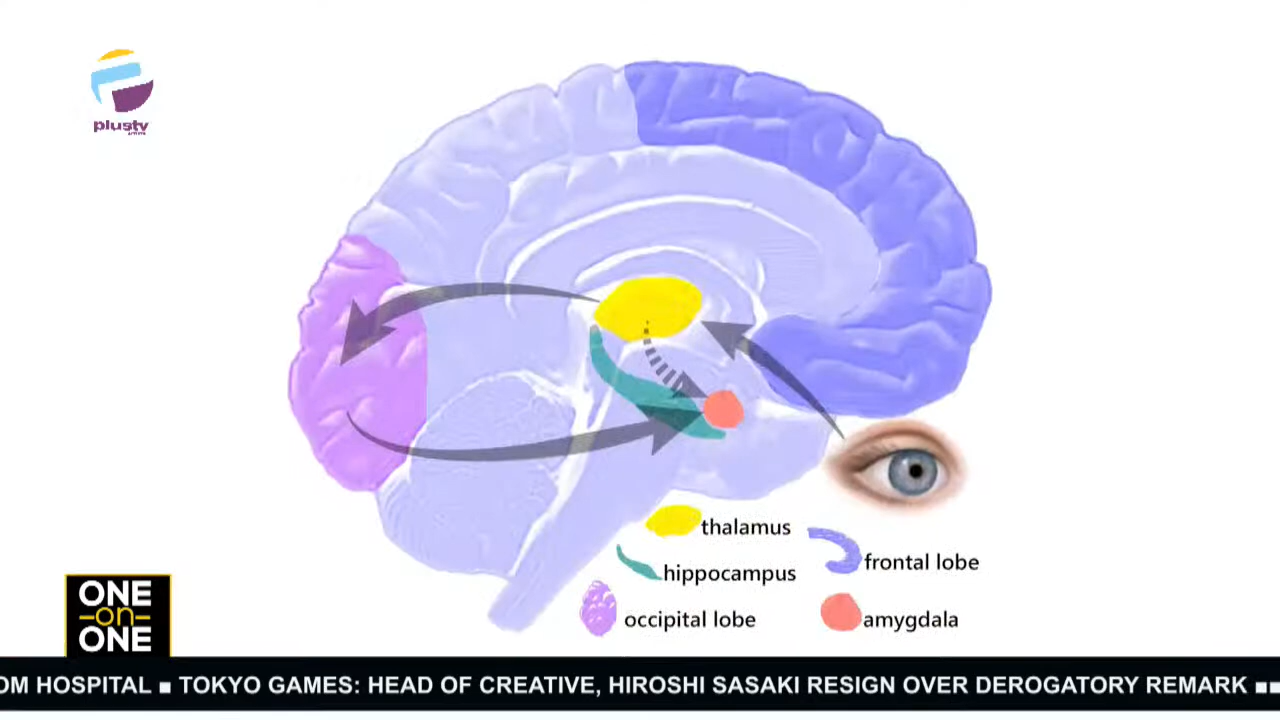 plustv
thalamus
frontal lobe
hippocampus
occipital lobe
amygdala
ONE
on
ONE
OM HOSPITAL ■ TOKYO GAMES: HEAD OF CREATIVE, HIROSHI SASAKI RESIGN OVER DEROGATORY REMARK ■■